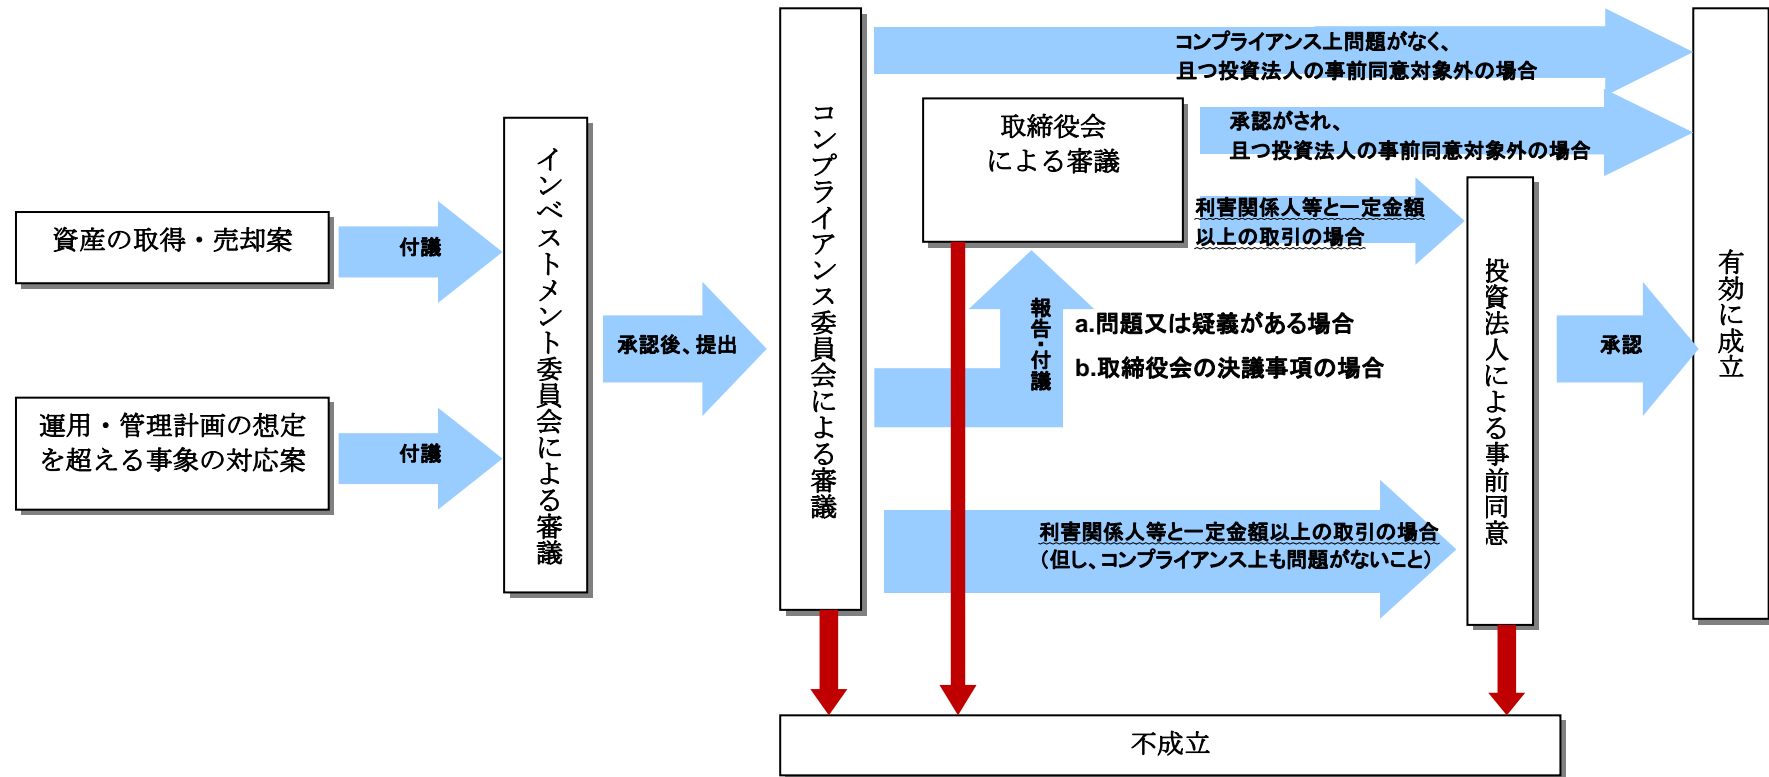 資産の取得・売却案
付議
運用・管理計画の想定
を超える事象の対応案
付議
インベストメント委員会による審議
承認後、提出
コンプライアンス委員会による審議
コンプライアンス上問題がなく、
且つ投資法人の事前同意対象外の場合
取締役会
による審議
承認がされ、
且つ投資法人の事前同意対象外の場合
利害関係人等と一定金額
以上の取引の場合
報告・付議
a.問題又は疑義がある場合
b.取締役会の決議事項の場合
利害関係人等と一定金額以上の取引の場合
（但し、コンプライアンス上も問題がないこと）
投資法人による事前同意
承認
有効に成立
不成立